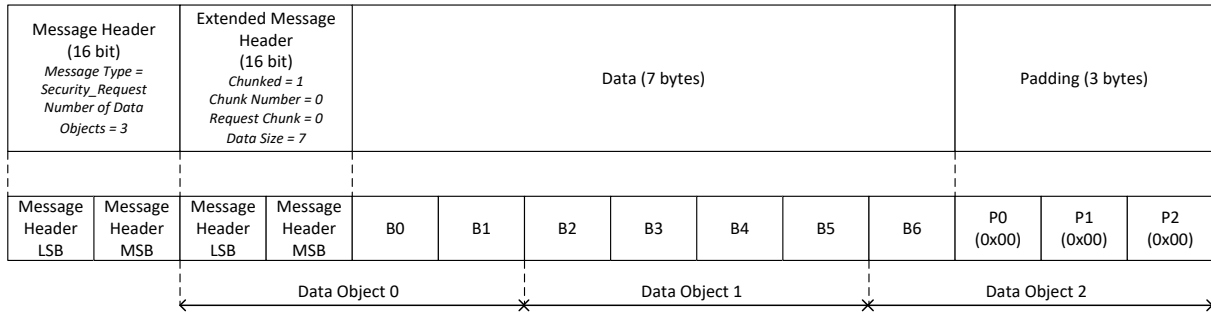 Message Header
(16 bit)
Message Type =
Security_Request
Number of Data
Objects = 3
Extended Message
Header
(16 bit)
Chunked = 1
Chunk Number = 0
Request Chunk = 0
Data Size = 7
Data (7 bytes)
Padding (3 bytes)
Message
Header
LSB
Message
Header
MSB
Message
Header
LSB
Message
Header
MSB
B0
B1
B2
B3
B4
B5
B6
P0
(0x00)
P1
(0x00)
P2
(0x00)
Data Object 0
Data Object 1
Data Object 2